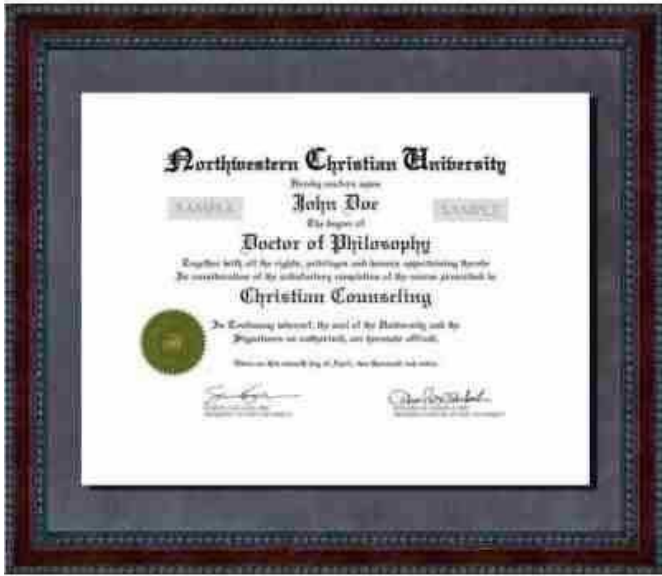 Northwestern Christian University
Hereby confers upon
John Doe
SAMPLE
SAMPLE
The degree of
Doctor of Philosophy
Together with all the rights, privileges and honors appertaining thereto
In consideration of the satisfactory completion of the course prescribed in
Christian Counseling
In Testimony whereof, the seal of the University and the
Signatures as authorized, are hereunto affixed.